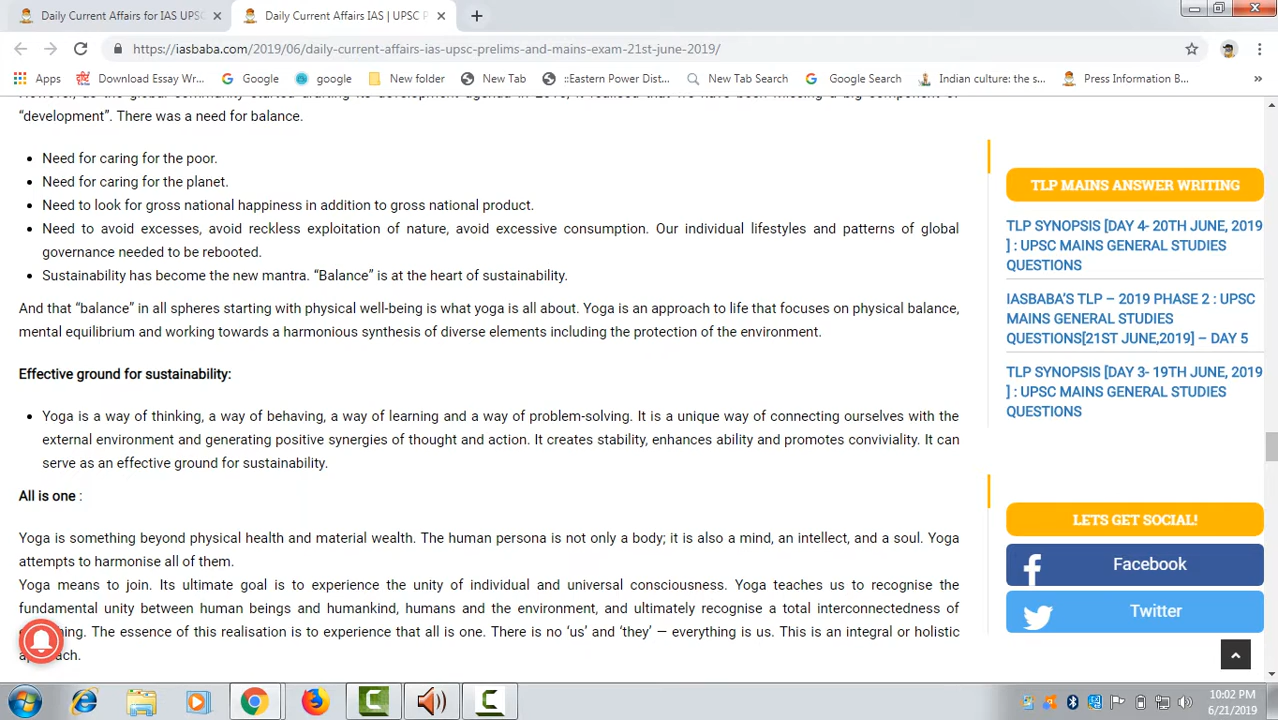 Daily Current Affairs for IAS UPSC
Daily Current Affairs IAS | UPSC P
https://iasbaba.com/2019/06/daily-current-affairs-ias-upsc-prelims-and-mains-exam-21st-june-2019/
Apps
Download Essay Wr...
Google
google
New folder
New Tab
::Eastern Power Dist...
New Tab Search
Google Search
Indian culture: the s...
Press Information B...
»
“development”. There was a need for balance.
Need for caring for the poor.
Need for caring for the planet.
Need to look for gross national happiness in addition to gross national product.
Need to avoid excesses, avoid reckless exploitation of nature, avoid excessive consumption. Our individual lifestyles and patterns of global
governance needed to be rebooted.
Sustainability has become the new mantra. “Balance” is at the heart of sustainability.
And that “balance” in all spheres starting with physical well-being is what yoga is all about. Yoga is an approach to life that focuses on physical balance,
mental equilibrium and working towards a harmonious synthesis of diverse elements including the protection of the environment.
Effective ground for sustainability:
Yoga is a way of thinking, a way of behaving, a way of learning and a way of problem-solving. It is a unique way of connecting ourselves with the
external environment and generating positive synergies of thought and action. It creates stability, enhances ability and promotes conviviality. It can
serve as an effective ground for sustainability.
All is one :
Yoga is something beyond physical health and material wealth. The human persona is not only a body; it is also a mind, an intellect, and a soul. Yoga
attempts to harmonise all of them.
Yoga means to join. Its ultimate goal is to experience the unity of individual and universal consciousness. Yoga teaches us to recognise the
fundamental unity between human beings and humankind, humans and the environment, and ultimately recognise a total interconnectedness of
The essence of this realisation is to experience that all is one. There is no ‘us’ and ‘they’ — everything is us. This is an integral or holistic
TLP MAINS ANSWER WRITING
TLP SYNOPSIS [DAY 4- 20TH JUNE, 2019
] : UPSC MAINS GENERAL STUDIES
QUESTIONS
IASBABA’S TLP – 2019 PHASE 2 : UPSC
MAINS GENERAL STUDIES
QUESTIONS[21ST JUNE,2019] – DAY 5
TLP SYNOPSIS [DAY 3- 19TH JUNE, 2019
] : UPSC MAINS GENERAL STUDIES
QUESTIONS
LETS GET SOCIAL!
Facebook
Twitter
10:02 PM
6/21/2019